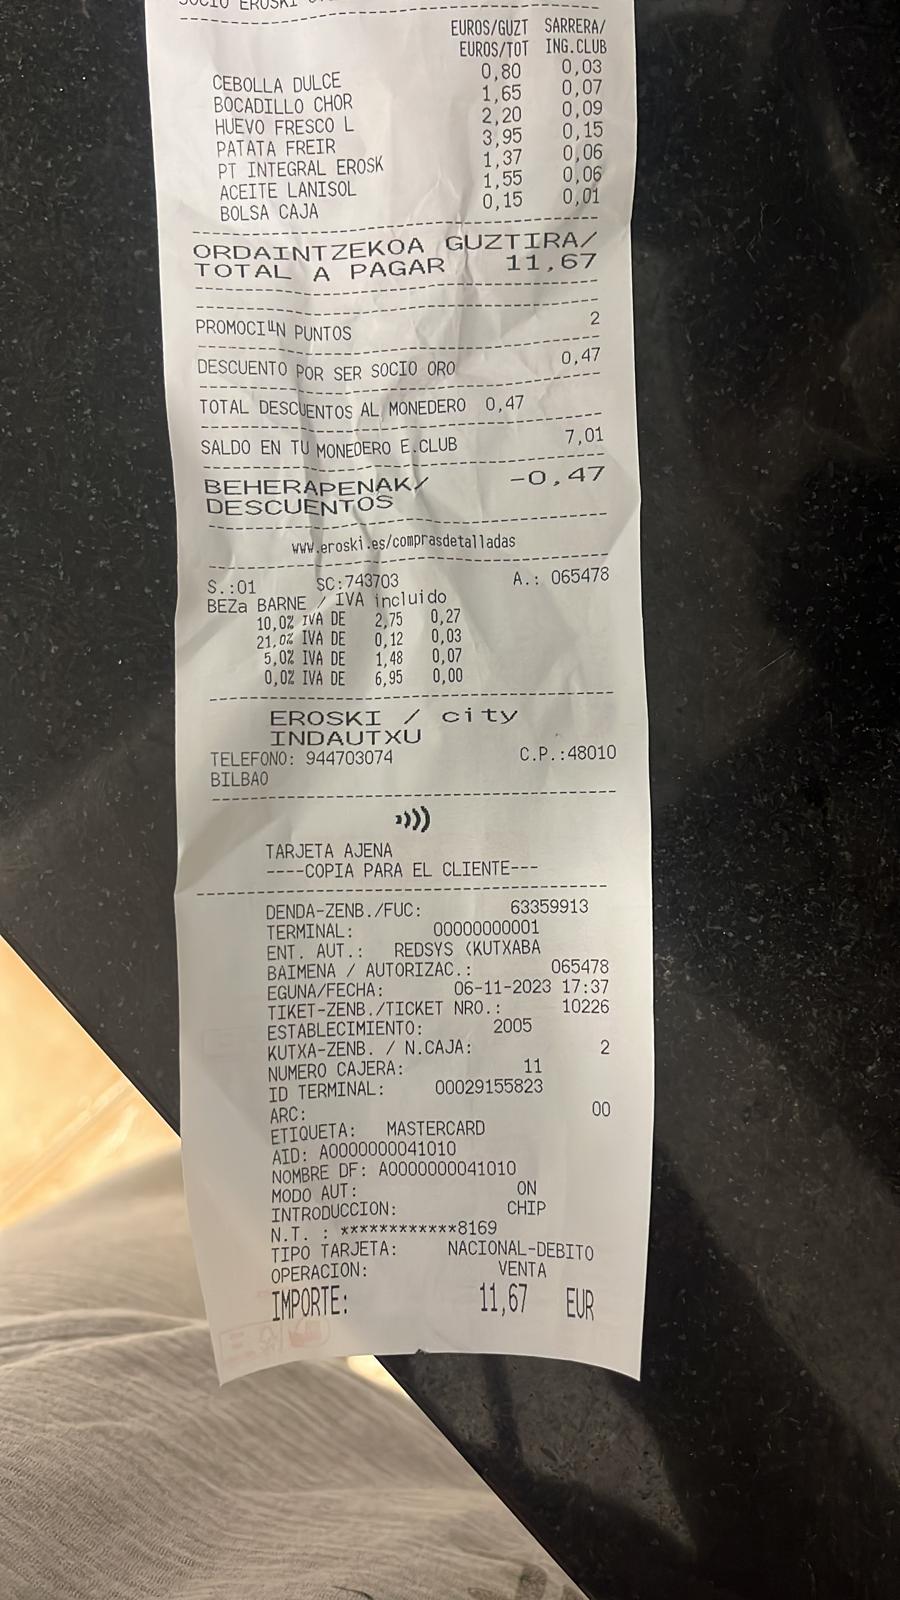 SOCIO EROSKI
EUROS/GUZT SARRERA/
EUROS/TOT ING.CLUB
CEBOLLA DULCE 0,80 0,03
BOCADILLO CHOR 1,65 0,07
HUEVO FRESCO L 2,20 0,09
PATATA FREIR 3,95 0,15
PT INTEGRAL EROSK 1,37 0,06
ACEITE LANISOL 1,55 0,06
BOLSA CAJA 0,15 0,01
ORDAINTZEKOA GUZTIRA/
TOTAL A PAGAR 11,67
PROMOCIÜN PUNTOS 2
DESCUENTO POR SER SOCIO ORO 0,47
TOTAL DESCUENTOS AL MONEDERO 0,47
SALDO EN TU MONEDERO E.CLUB 7,01
BEHERAPENAK/ -0,47
DESCUENTOS
www.eroski.es/comprasdetalladas
S.:01 SC:743703 A.: 065478
BEZa BARNE / IVA incluido
10,0% IVA DE 2,75 0,27
21,0% IVA DE 0,12 0,03
5,0% IVA DE 1,48 0,07
0,0% IVA DE 6,95 0,00
EROSKI / city
INDAUTXU
TELEFONO: 944703074 C.P.:48010
BILBAO
TARJETA AJENA
----COPIA PARA EL CLIENTE---
DENDA-ZENB./FUC: 63359913
TERMINAL: 00000000001
ENT. AUT.: REDSYS (KUTXABA
BAIMENA / AUTORIZAC.: 065478
EGUNA/FECHA: 06-11-2023 17:37
TIKET-ZENB./TICKET NRO.: 10226
ESTABLECIMIENTO: 2005
KUTXA-ZENB. / N.CAJA: 2
NUMERO CAJERA: 11
ID TERMINAL: 00029155823
ARC: 00
ETIQUETA: MASTERCARD
AID: A0000000041010
NOMBRE DF: A0000000041010
MODO AUT: ON
INTRODUCCION: CHIP
N.T. : ************8169
TIPO TARJETA: NACIONAL-DEBITO
OPERACION: VENTA
IMPORTE: 11,67 EUR